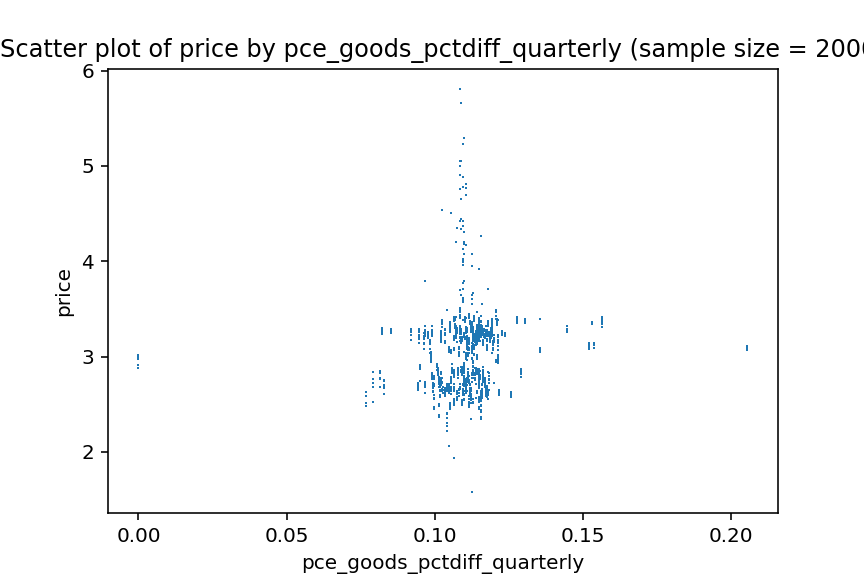 Scatter plot of price by pce_goods_pctdiff_quarterly (sample size = 200
6
5
4
3
2
price
0.00 0.05 0.10 0.15 0.20
pce_goods_pctdiff_quarterly